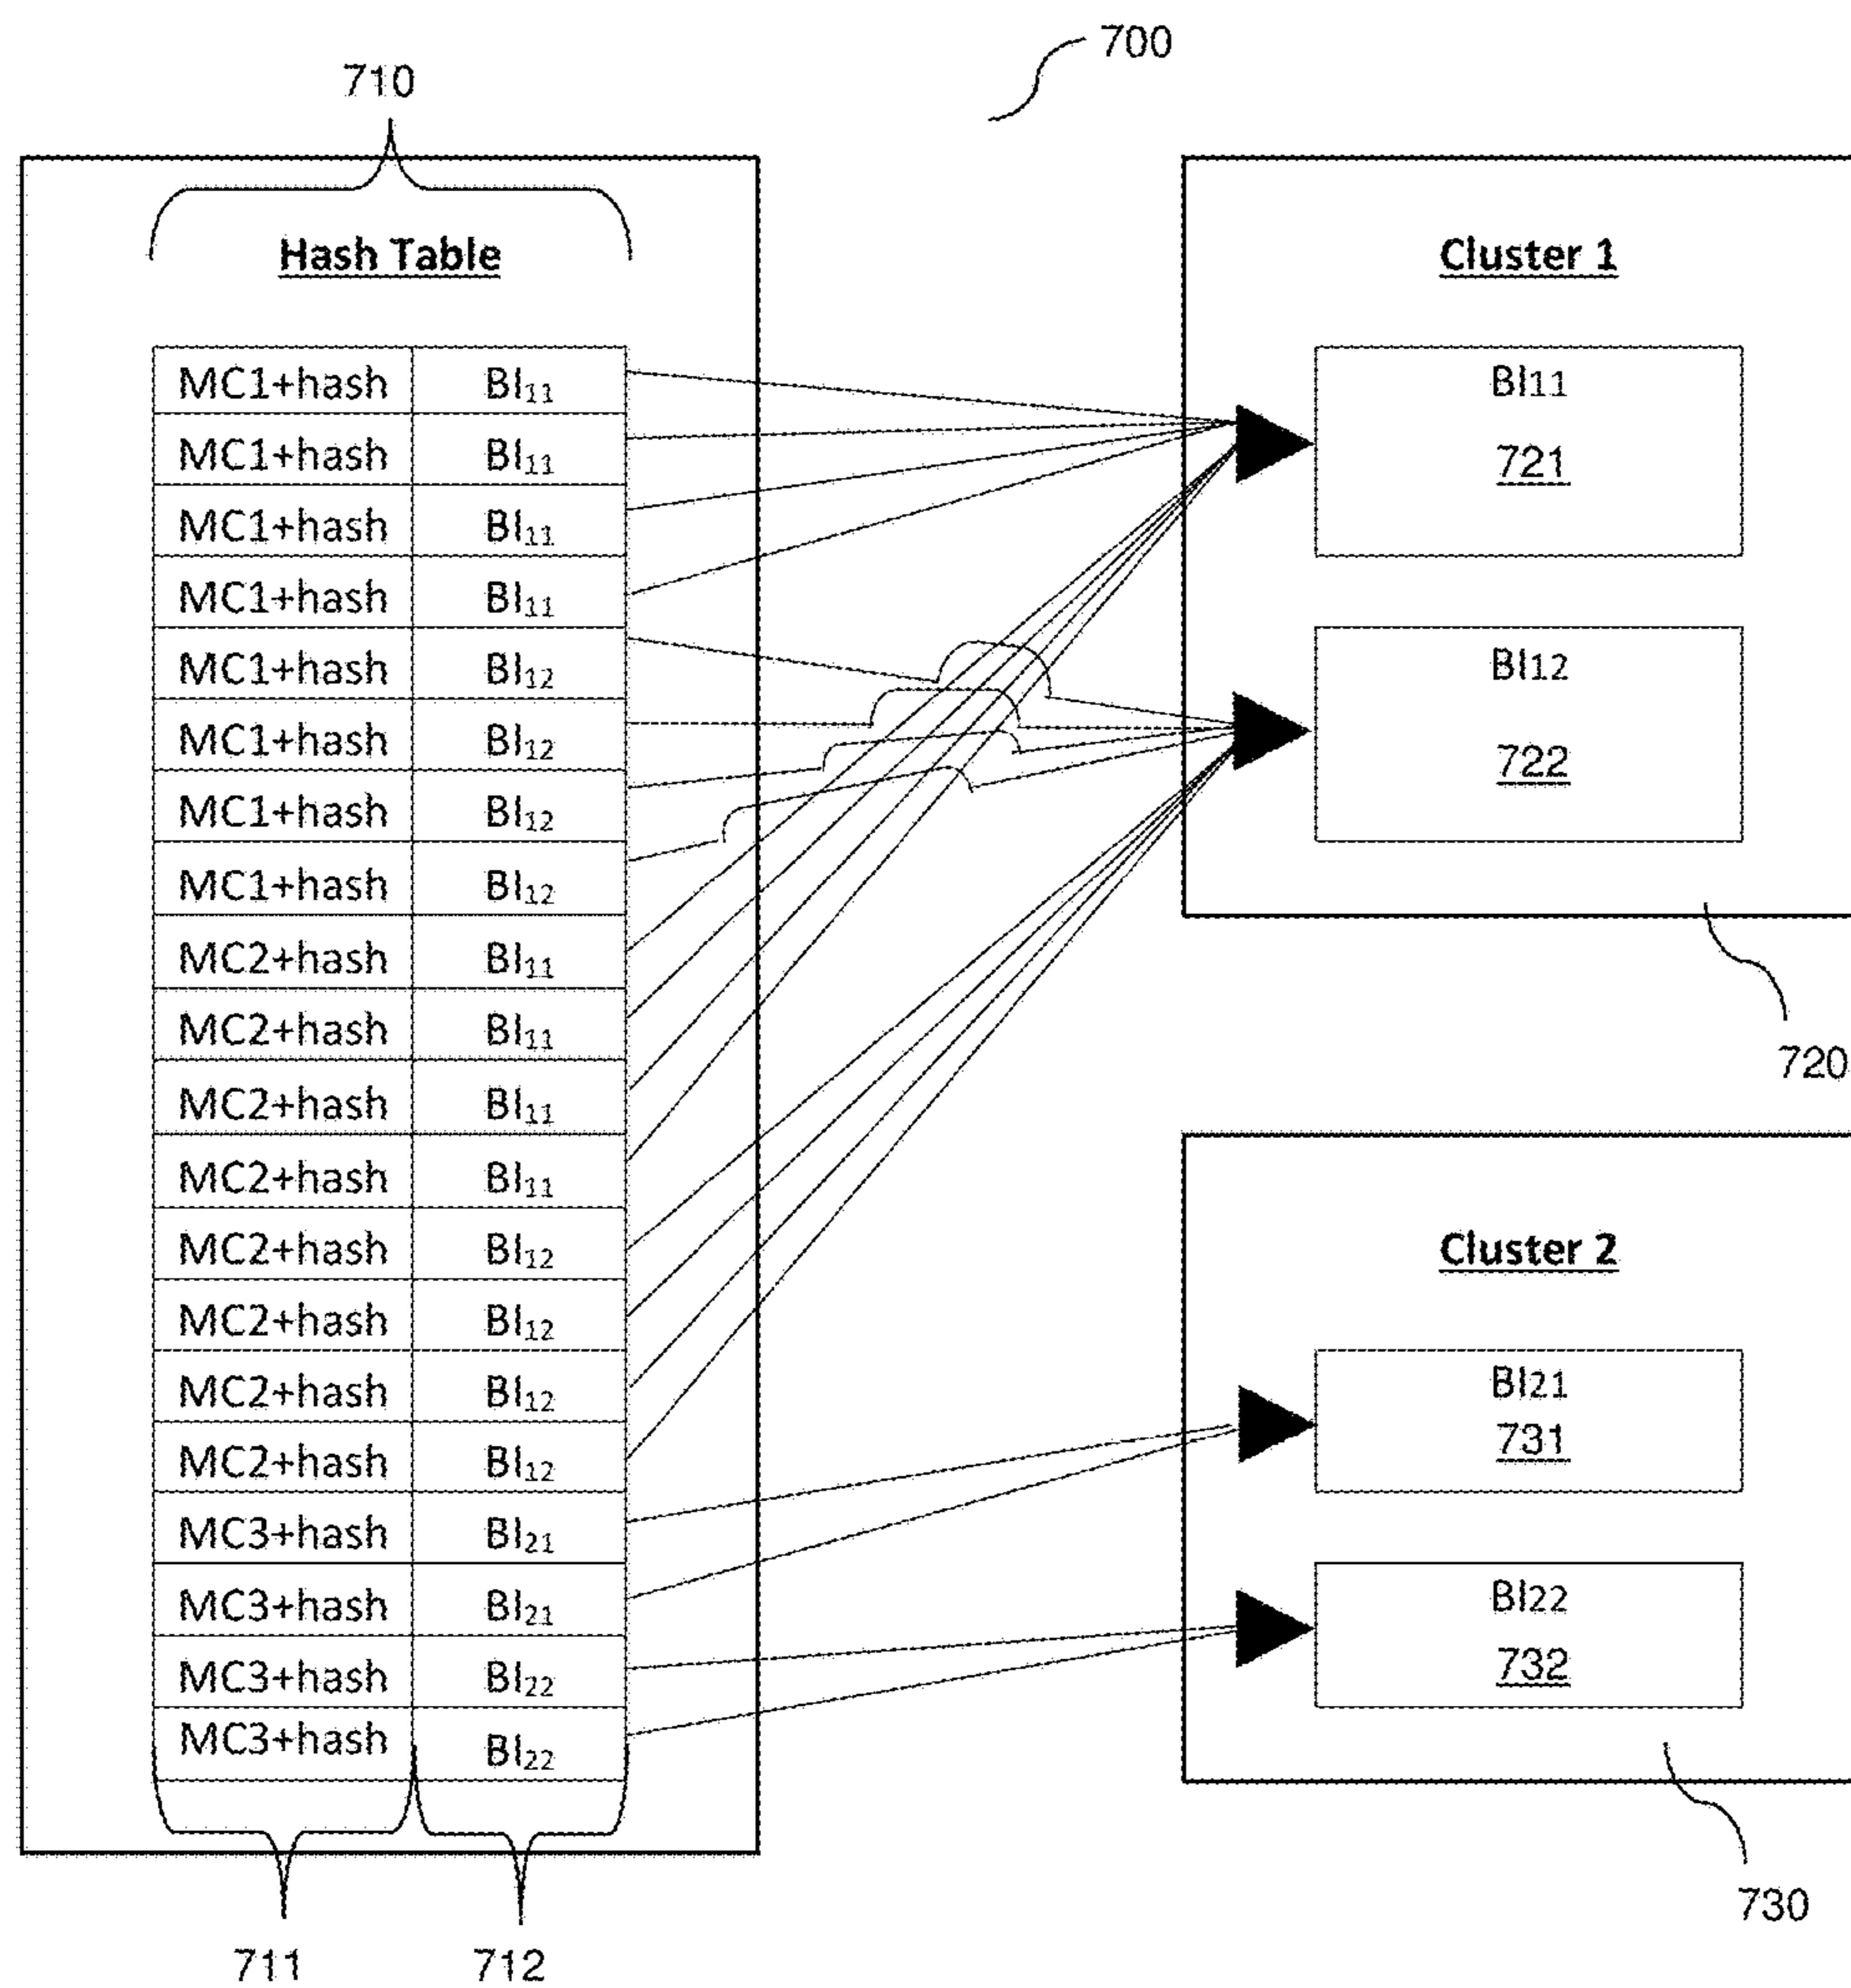 700
710
Hash Table
MC1+hash BI11
MC1+hash BI11
MC1+hash BI11
MC1+hash BI11
MC1+hash BI12
MC1+hash BI12
MC1+hash BI12
MC1+hash BI12
MC2+hash BI11
MC2+hash BI11
MC2+hash BI11
MC2+hash BI11
MC2+hash BI12
MC2+hash BI12
MC2+hash BI12
MC2+hash BI12
MC3+hash BI21
MC3+hash BI21
MC3+hash BI22
MC3+hash BI22
711 712
Cluster 1
BI11
721
BI12
722
720
Cluster 2
BI21
731
BI22
732
730